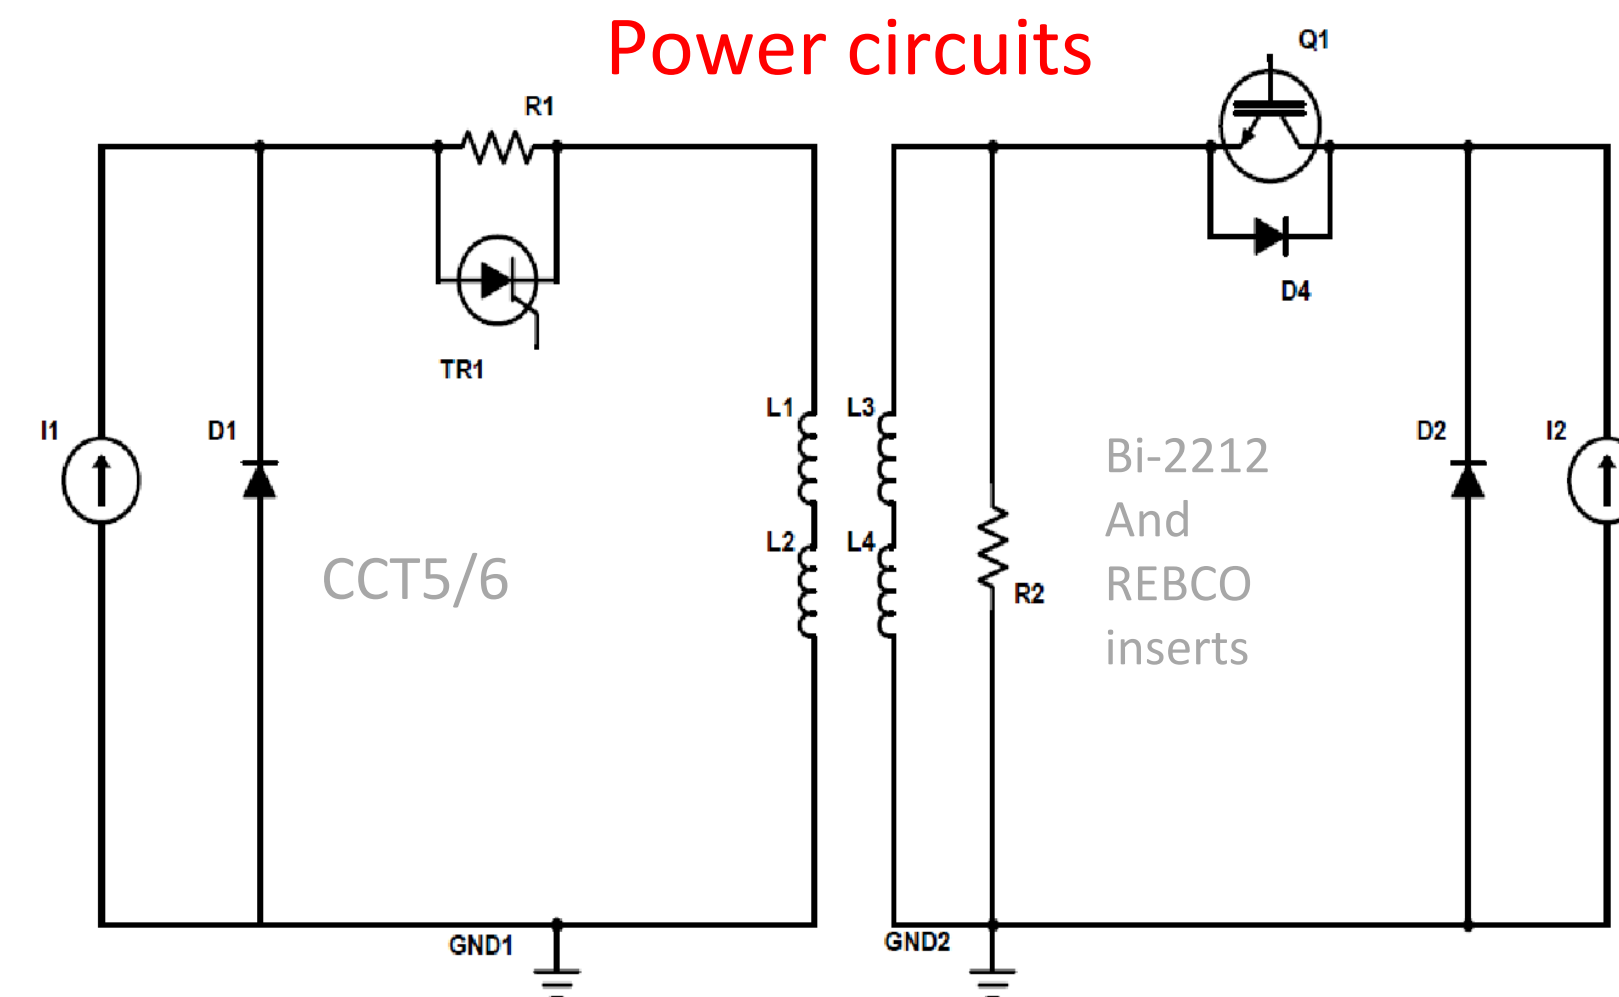 Power circuits
Q1
R1
TR1
D4
L1
L3
I1
D1
D2
I2
Bi-2212
And
REBCO
inserts
L2
L4
CCT5/6
R2
GND1
GND2